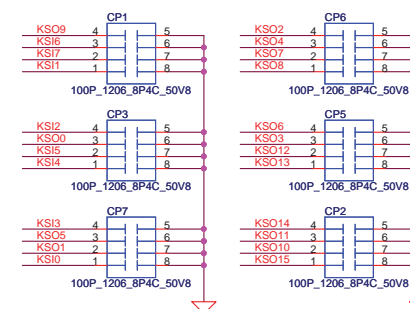 CP1
KSO9 4 5
KSI6 3 6
KSI7 2 7
KSI1 1 8
100P_1206_8P4C_50V8
CP6
KSO2 4 5
KSO4 3 6
KSO7 2 7
KSO8 1 8
100P_1206_8P4C_50V8
CP3
KSI2 4 5
KSO0 3 6
KSI5 2 7
KSI4 1 8
100P_1206_8P4C_50V8
CP5
KSO6 4 5
KSO3 3 6
KSO12 2 7
KSO13 1 8
100P_1206_8P4C_50V8
CP7
KSI3 4 5
KSO5 3 6
KSO1 2 7
KSI0 1 8
100P_1206_8P4C_50V8
CP2
KSO14 4 5
KSO11 3 6
KSO10 2 7
KSO15 1 8
100P_1206_8P4C_50V8